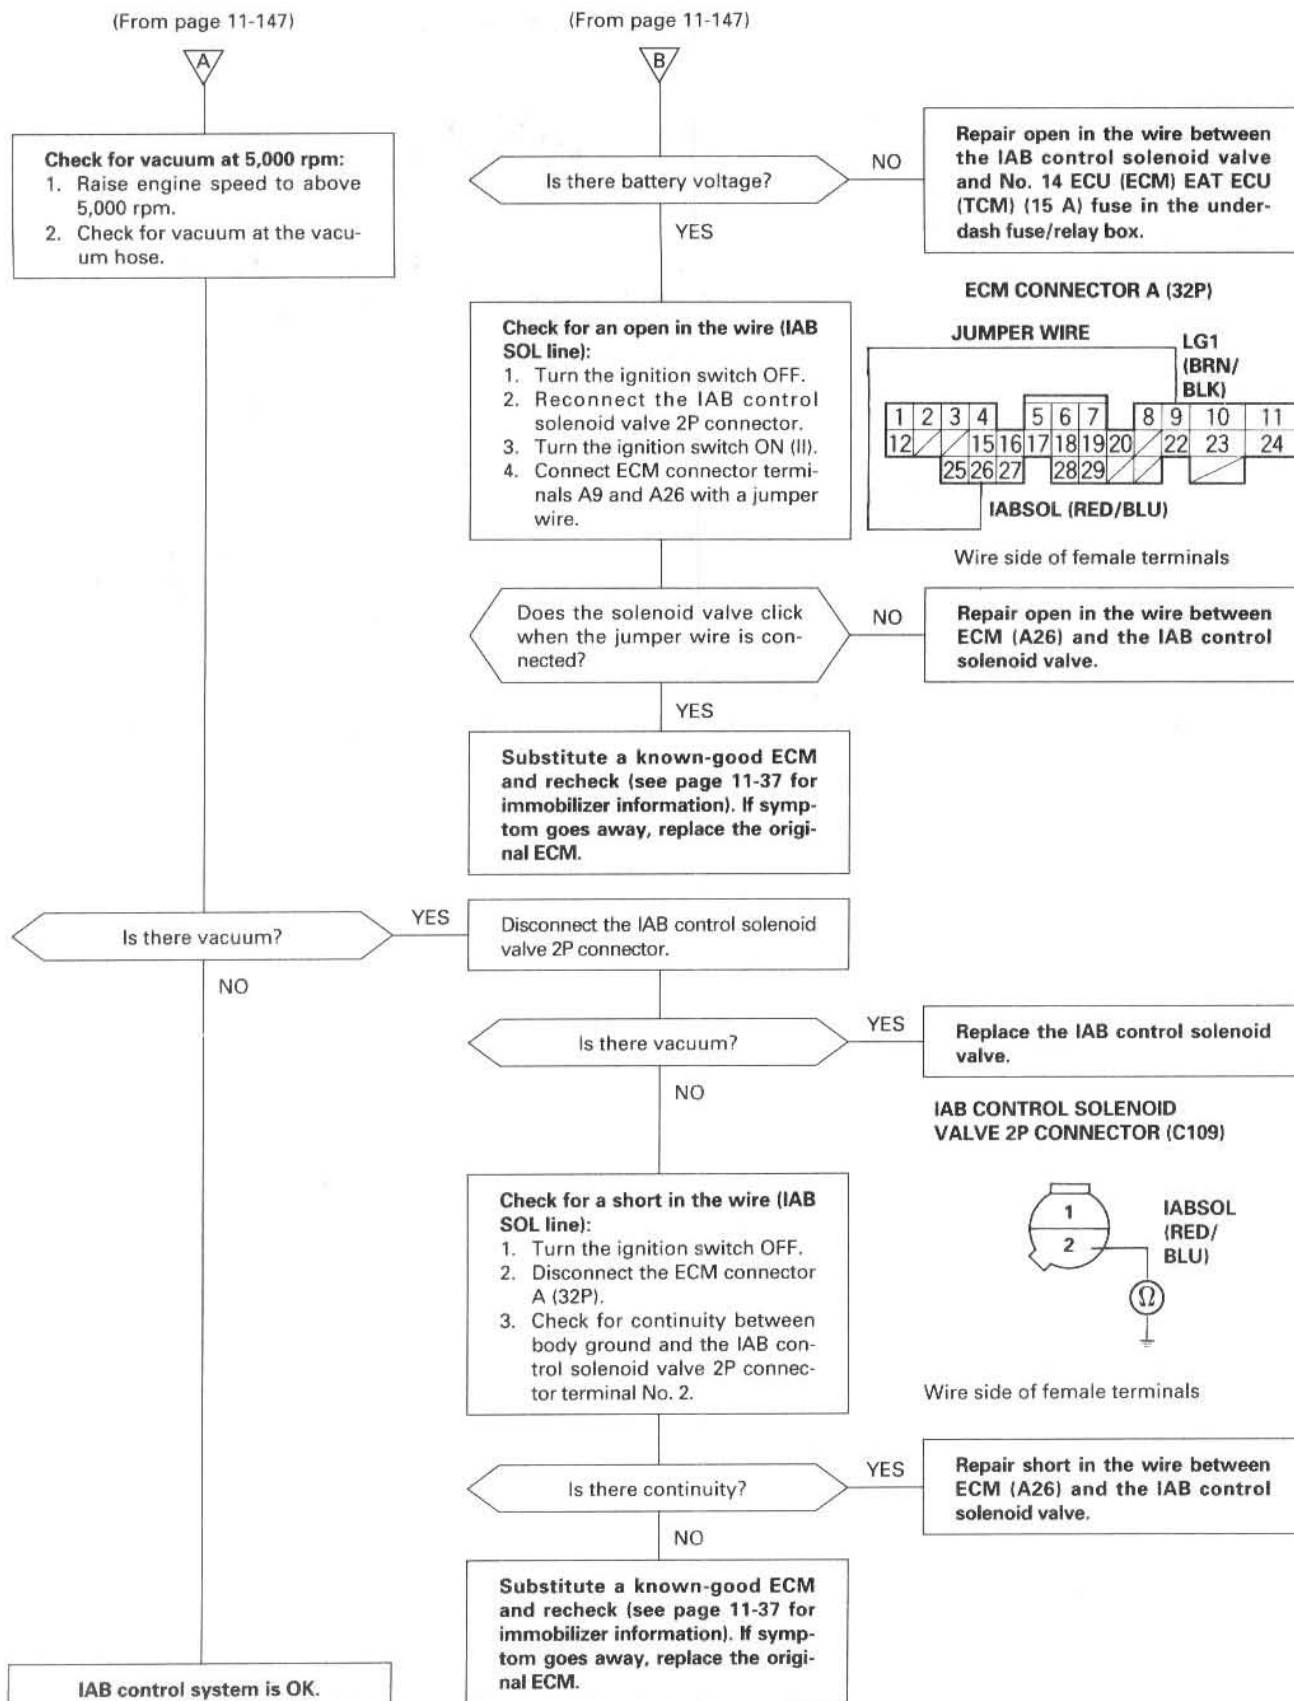 (From page 11-147)
(From page 11-147)
A
B
Check for vacuum at 5,000 rpm:
1. Raise engine speed to above
5,000 rpm.
2. Check for vacuum at the vacu-
um hose.
Is there battery voltage?
NO
Repair open in the wire between
the IAB control solenoid valve
and No. 14 ECU (ECM) EAT ECU
(TCM) (15 A) fuse in the under-
dash fuse/relay box.
YES
Check for an open in the wire (IAB
SOL line):
1. Turn the ignition switch OFF.
2. Reconnect the IAB control
solenoid valve 2P connector.
3. Turn the ignition switch ON (II).
4. Connect ECM connector termi-
nals A9 and A26 with a jumper
wire.
ECM CONNECTOR A (32P)
JUMPER WIRE
LG1
(BRN/
BLK)
1 2 3 4 5 6 7 8 9 10 11
12 15 16 17 18 19 20 22 23 24
25 26 27 28 29
IABSOL (RED/BLU)
Wire side of female terminals
Does the solenoid valve click
when the jumper wire is con-
nected?
NO
Repair open in the wire between
ECM (A26) and the IAB control
solenoid valve.
YES
Substitute a known-good ECM
and recheck (see page 11-37 for
immobilizer information). If symp-
tom goes away, replace the origi-
nal ECM.
Is there vacuum?
YES
Disconnect the IAB control solenoid
valve 2P connector.
NO
Is there vacuum?
YES
Replace the IAB control solenoid
valve.
NO
IAB CONTROL SOLENOID
VALVE 2P CONNECTOR (C109)
Check for a short in the wire (IAB
SOL line):
1. Turn the ignition switch OFF.
2. Disconnect the ECM connector
A (32P).
3. Check for continuity between
body ground and the IAB con-
trol solenoid valve 2P connec-
tor terminal No. 2.
1
2
IABSOL
(RED/
BLU)
Ω
Wire side of female terminals
Is there continuity?
YES
Repair short in the wire between
ECM (A26) and the IAB control
solenoid valve.
NO
Substitute a known-good ECM
and recheck (see page 11-37 for
immobilizer information). If symp-
tom goes away, replace the origi-
nal ECM.
IAB control system is OK.